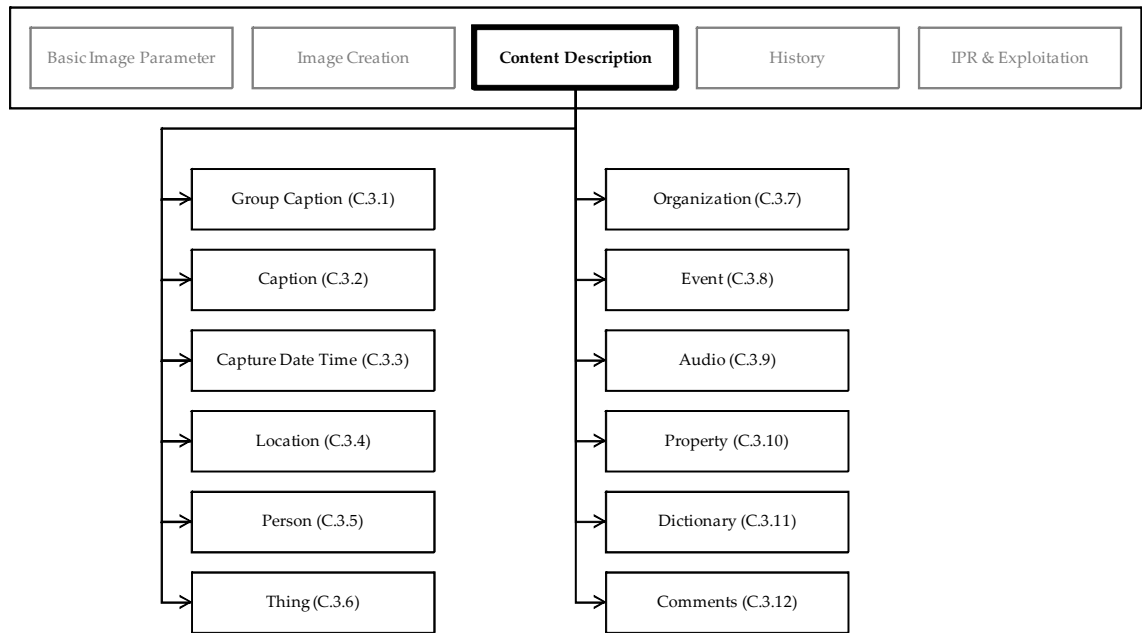 Basic Image Parameter
Image Creation
Content Description
History
IPR & Exploitation
Group Caption (C.3.1)
Caption (C.3.2)
Capture Date Time (C.3.3)
Location (C.3.4)
Person (C.3.5)
Thing (C.3.6)
Organization (C.3.7)
Event (C.3.8)
Audio (C.3.9)
Property (C.3.10)
Dictionary (C.3.11)
Comments (C.3.12)